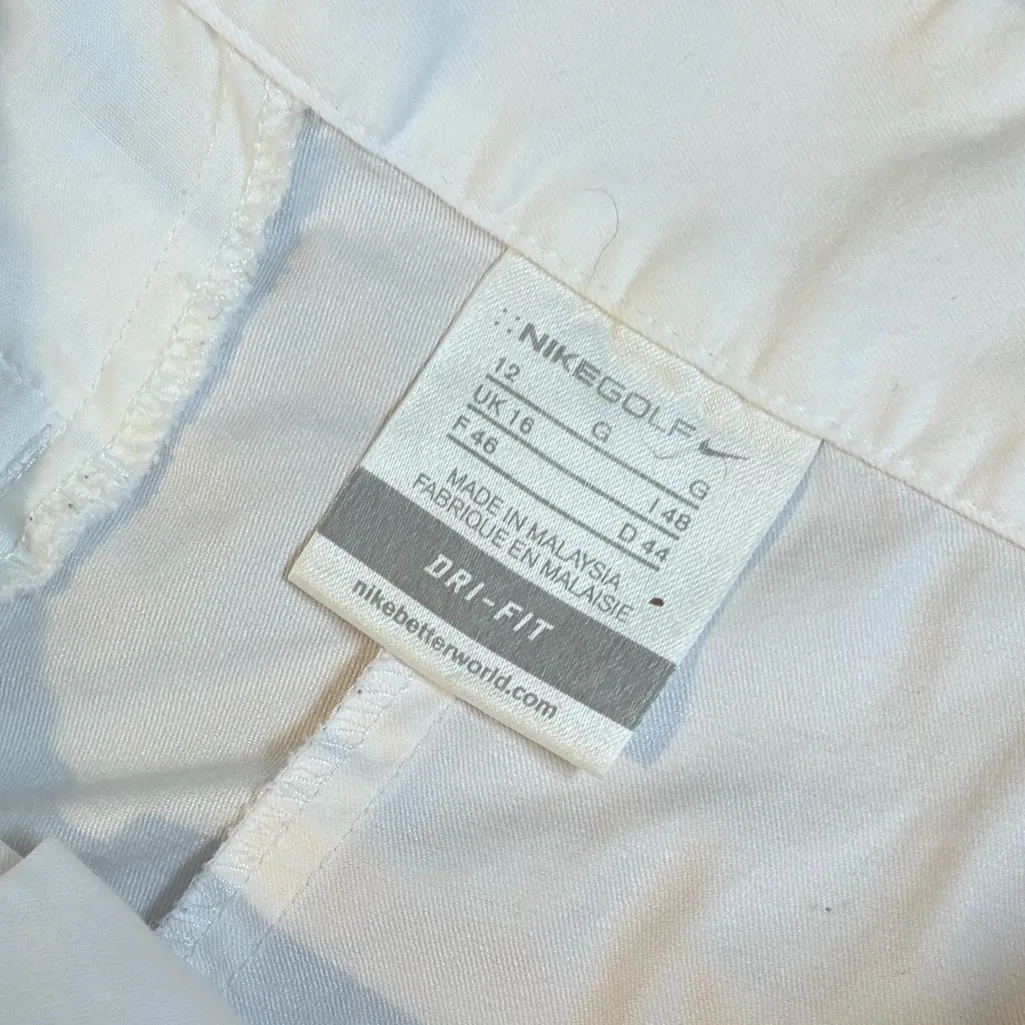 NIKEGOLF
12 G G
UK 16 I 48
F 46 D 44
MADE IN MALAYSIA
FABRIQUE EN MALAISIE
DRI-FIT
nikebetterworld.com